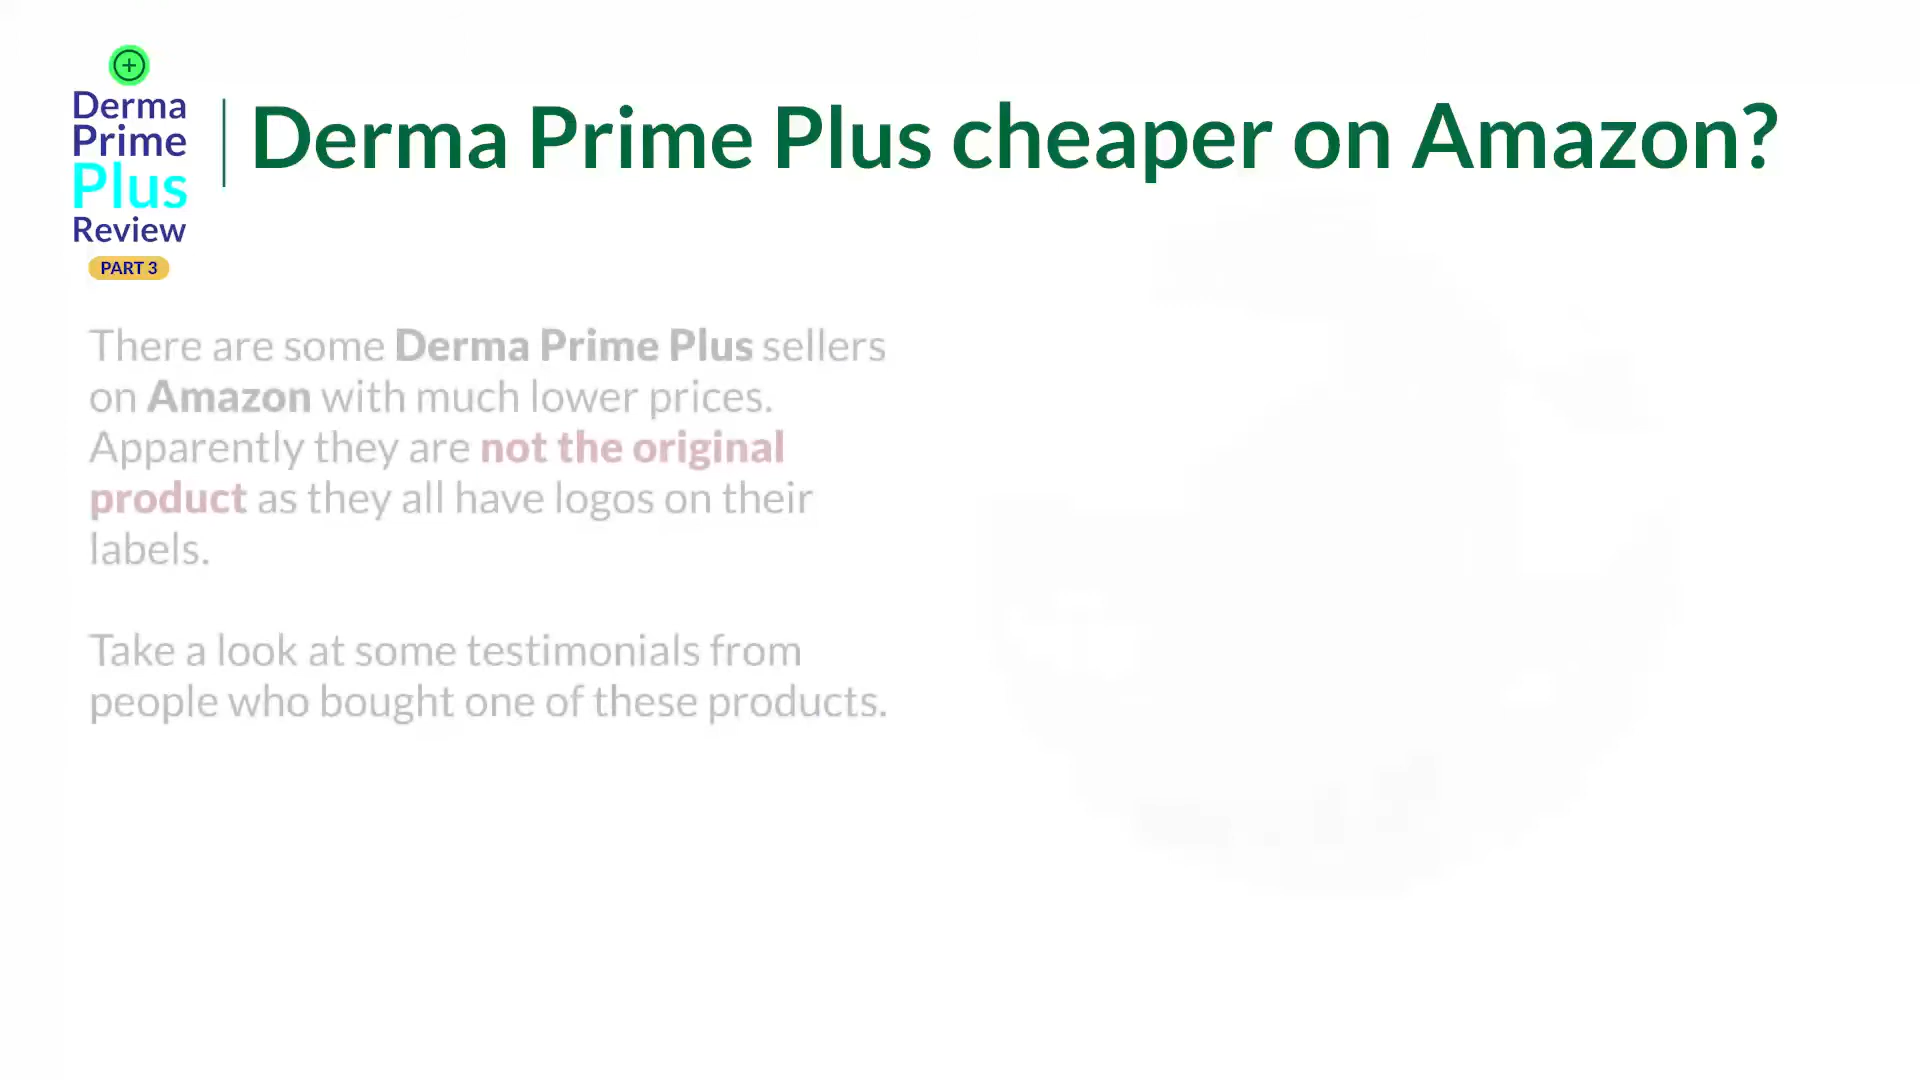 Derma
Prime
Plus
Review
PART 3
Derma Prime Plus cheaper on Amazon?
There are some Derma Prime Plus sellers
on Amazon with much lower prices.
Apparently they are not the original
product as they all have logos on their
labels.
Take a look at some testimonials from
people who bought one of these products.